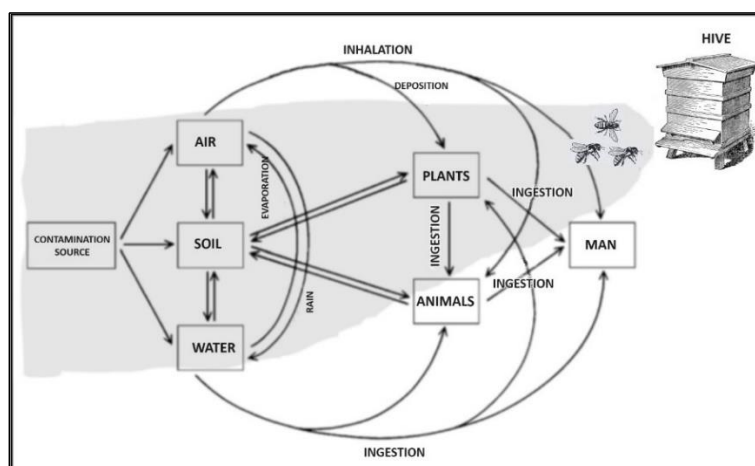 HIVE
INHALATION
DEPOSITION
AIR
EVAPORATION
PLANTS
INGESTION
CONTAMINATION
SOURCE
SOIL
INGESTION
MAN
RAIN
ANIMALS
INGESTION
WATER
INGESTION